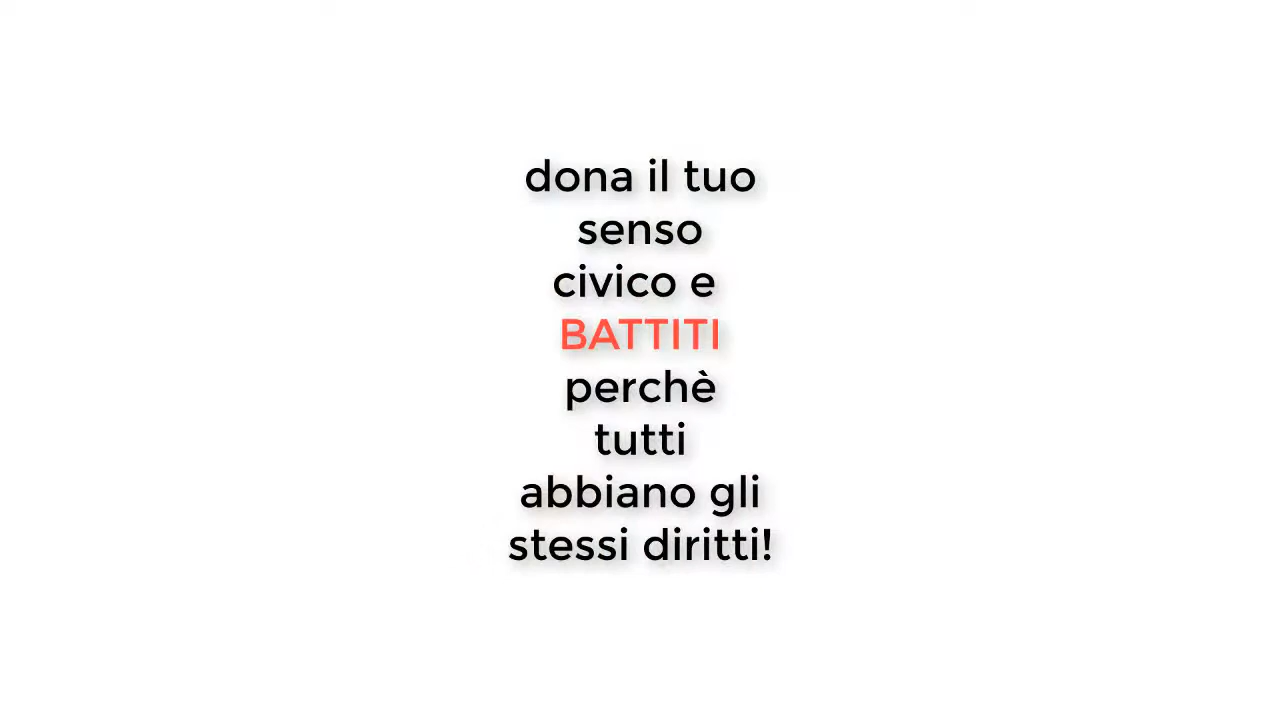 dona il tuo
senso
civico e
BATTITI
perchè
tutti
abbiano gli
stessi diritti!